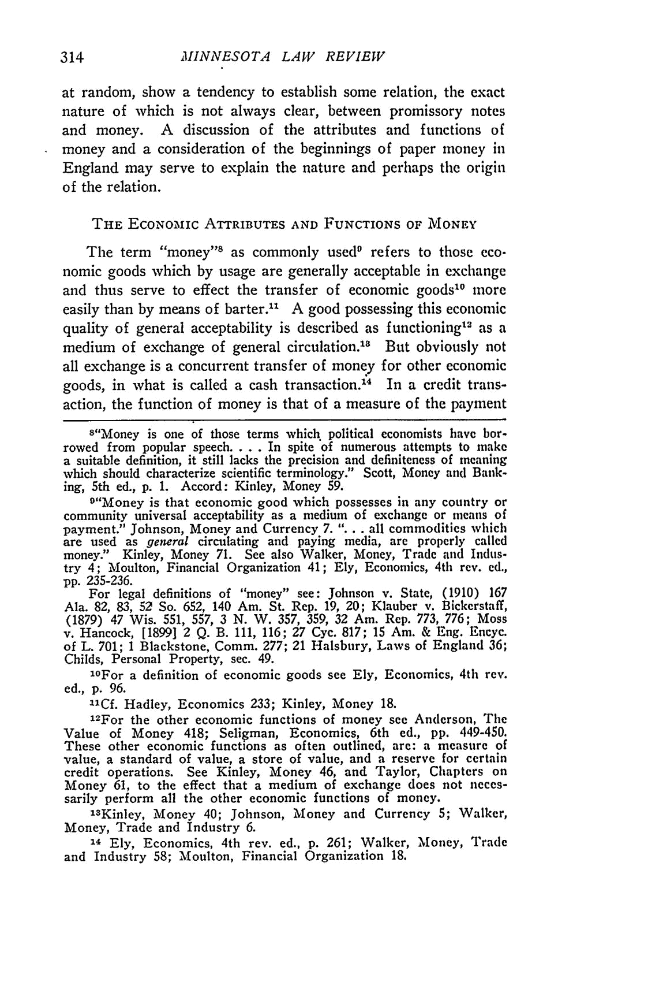 314 MINNESOTA LAW REVIEW
at random, show a tendency to establish some relation, the exact
nature of which is not always clear, between promissory notes
and money. A discussion of the attributes and functions of
money and a consideration of the beginnings of paper money in
England may serve to explain the nature and perhaps the origin
of the relation.
THE ECONOMIC ATTRIBUTES AND FUNCTIONS OF MONEY
The term “money”⁸ as commonly used⁹ refers to those eco-
nomic goods which by usage are generally acceptable in exchange
and thus serve to effect the transfer of economic goods¹⁰ more
easily than by means of barter.¹¹ A good possessing this economic
quality of general acceptability is described as functioning¹² as a
medium of exchange of general circulation.¹³ But obviously not
all exchange is a concurrent transfer of money for other economic
goods, in what is called a cash transaction.¹⁴ In a credit trans-
action, the function of money is that of a measure of the payment
⁸“Money is one of those terms which political economists have bor-
rowed from popular speech. . . . In spite of numerous attempts to make
a suitable definition, it still lacks the precision and definiteness of meaning
which should characterize scientific terminology.” Scott, Money and Bank-
ing, 5th ed., p. 1. Accord: Kinley, Money 59.
⁹“Money is that economic good which possesses in any country or
community universal acceptability as a medium of exchange or means of
payment.” Johnson, Money and Currency 7. “. . . all commodities which
are used as general circulating and paying media, are properly called
money.” Kinley, Money 71. See also Walker, Money, Trade and Indus-
try 4; Moulton, Financial Organization 41; Ely, Economics, 4th rev. ed.,
pp. 235-236.
For legal definitions of “money” see: Johnson v. State, (1910) 167
Ala. 82, 83, 52 So. 652, 140 Am. St. Rep. 19, 20; Klauber v. Bickerstaff,
(1879) 47 Wis. 551, 557, 3 N. W. 357, 359, 32 Am. Rep. 773, 776; Moss
v. Hancock, [1899] 2 Q. B. 111, 116; 27 Cyc. 817; 15 Am. & Eng. Encyc.
of L. 701; 1 Blackstone, Comm. 277; 21 Halsbury, Laws of England 36;
Childs, Personal Property, sec. 49.
¹⁰For a definition of economic goods see Ely, Economics, 4th rev.
ed., p. 96.
¹¹Cf. Hadley, Economics 233; Kinley, Money 18.
¹²For the other economic functions of money see Anderson, The
Value of Money 418; Seligman, Economics, 6th ed., pp. 449-450.
These other economic functions as often outlined, are: a measure of
value, a standard of value, a store of value, and a reserve for certain
credit operations. See Kinley, Money 46, and Taylor, Chapters on
Money 61, to the effect that a medium of exchange does not neces-
sarily perform all the other economic functions of money.
¹³Kinley, Money 40; Johnson, Money and Currency 5; Walker,
Money, Trade and Industry 6.
¹⁴ Ely, Economics, 4th rev. ed., p. 261; Walker, Money, Trade
and Industry 58; Moulton, Financial Organization 18.